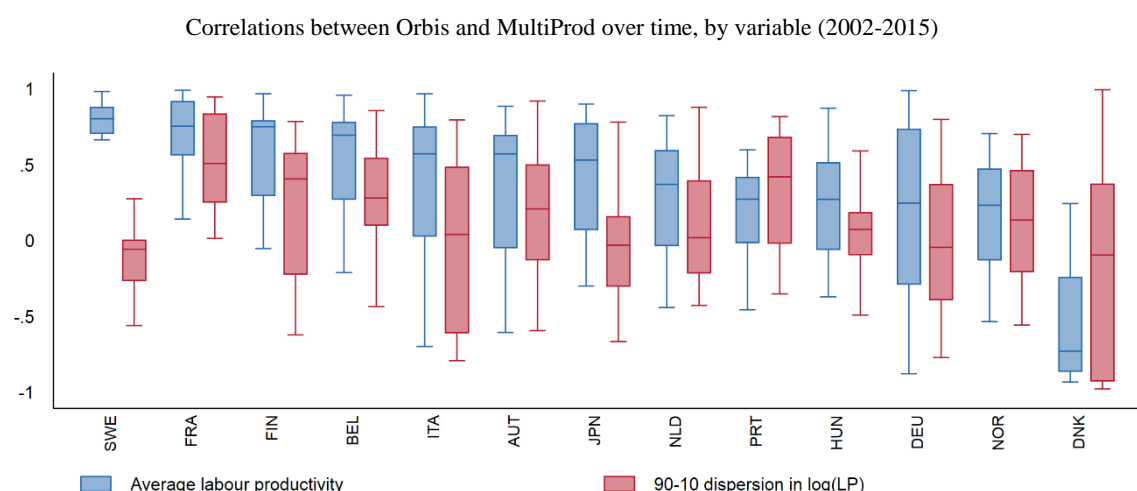 Correlations between Orbis and MultiProd over time, by variable (2002-2015)
1
.5
0
-.5
-1
SWE
FRA
FIN
BEL
ITA
AUT
JPN
NLD
PRT
HUN
DEU
NOR
DNK
Average labour productivity
90-10 dispersion in log(LP)